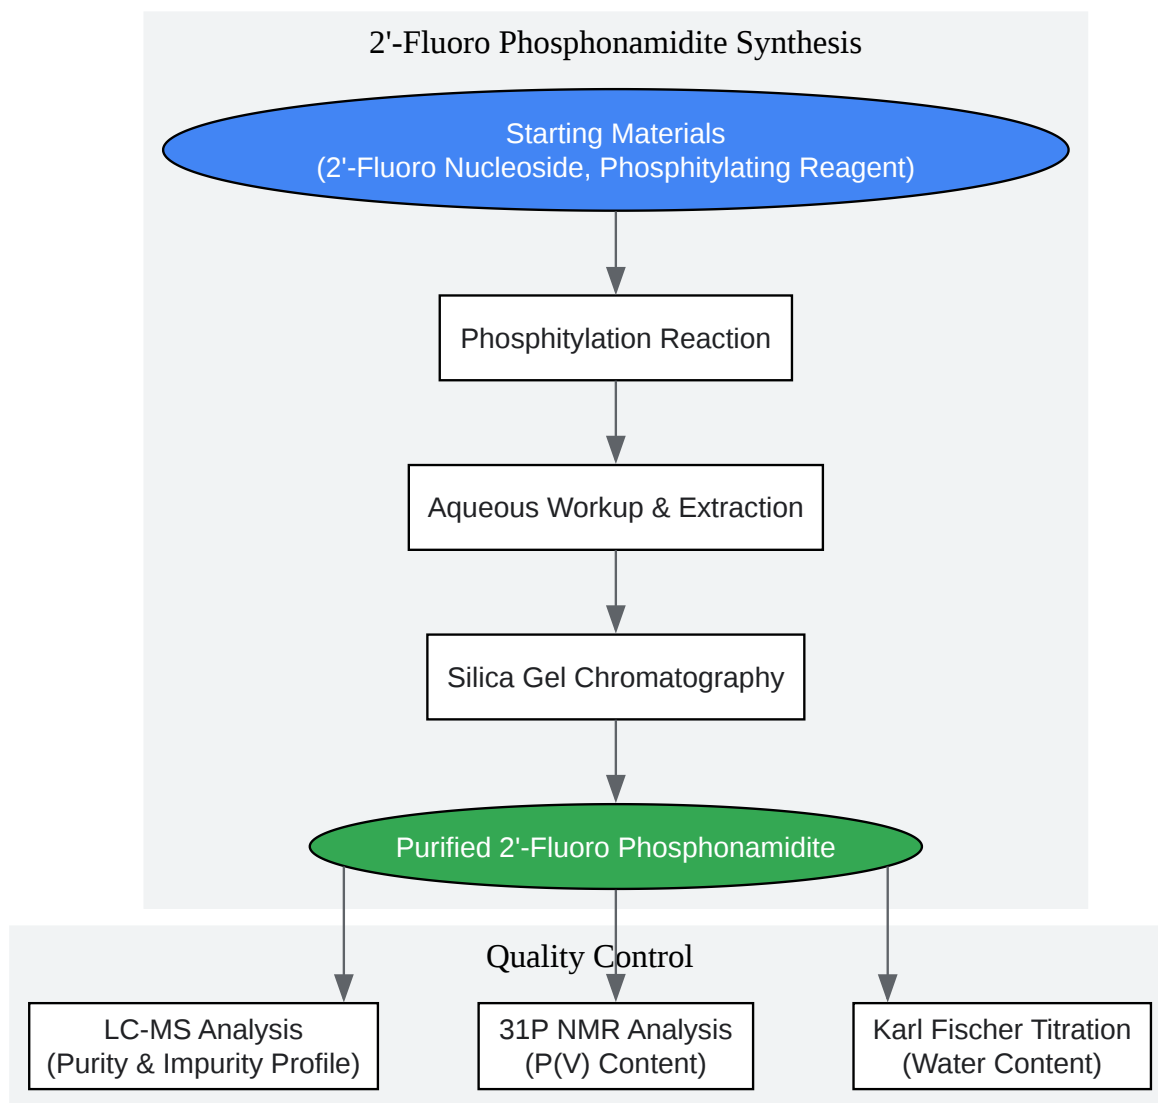 2'-Fluoro Phosphonamidite Synthesis
Starting Materials
(2'-Fluoro Nucleoside, Phosphitylating Reagent)
Phosphitylation Reaction
Aqueous Workup & Extraction
Silica Gel Chromatography
Purified 2'-Fluoro Phosphonamidite
Quality Control
LC-MS Analysis
(Purity & Impurity Profile)
31P NMR Analysis
(P(V) Content)
Karl Fischer Titration
(Water Content)